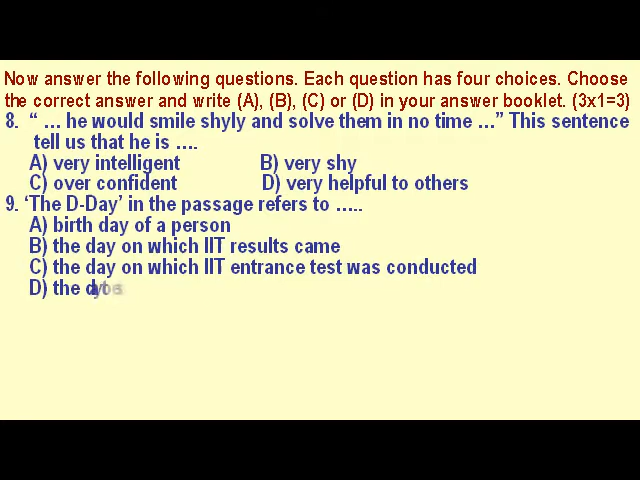 Now answer the following questions. Each question has four choices. Choose
the correct answer and write (A), (B), (C) or (D) in your answer booklet. (3x1=3)
8. “ … he would smile shyly and solve them in no time …” This sentence
tell us that he is ….
A) very intelligent B) very shy
C) over confident D) very helpful to others
9. ‘The D-Day’ in the passage refers to …..
A) birth day of a person
B) the day on which IIT results came
C) the day on which IIT entrance test was conducted
D) the